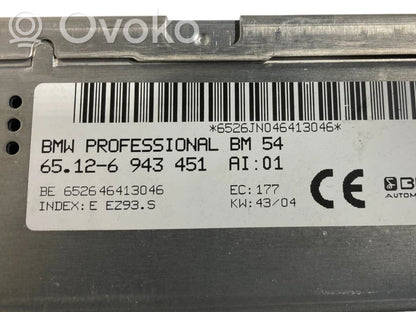 Ovoko
*6526JN046413046*
BMW PROFESSIONAL BM 54
65.12-6 943 451 AI:01
BE 652646413046 EC: 177
INDEX: E EZ93.S KW: 43/04
CE